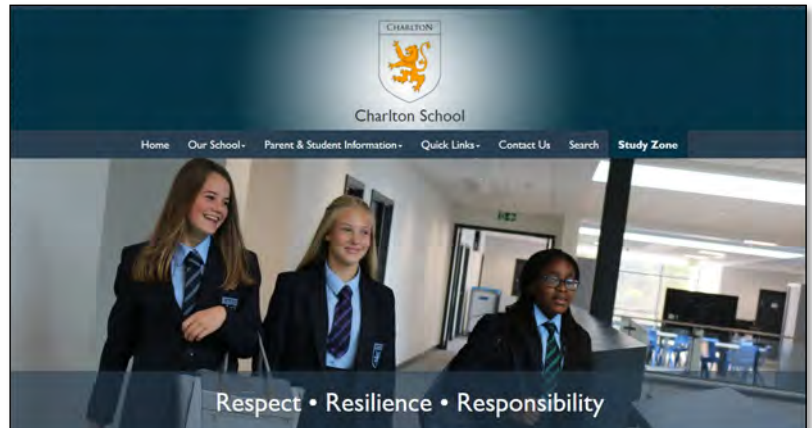 CHARLTON
Charlton School
Home Our School Parent & Student Information Quick Links Contact Us Search Study Zone
Respect • Resilience • Responsibility